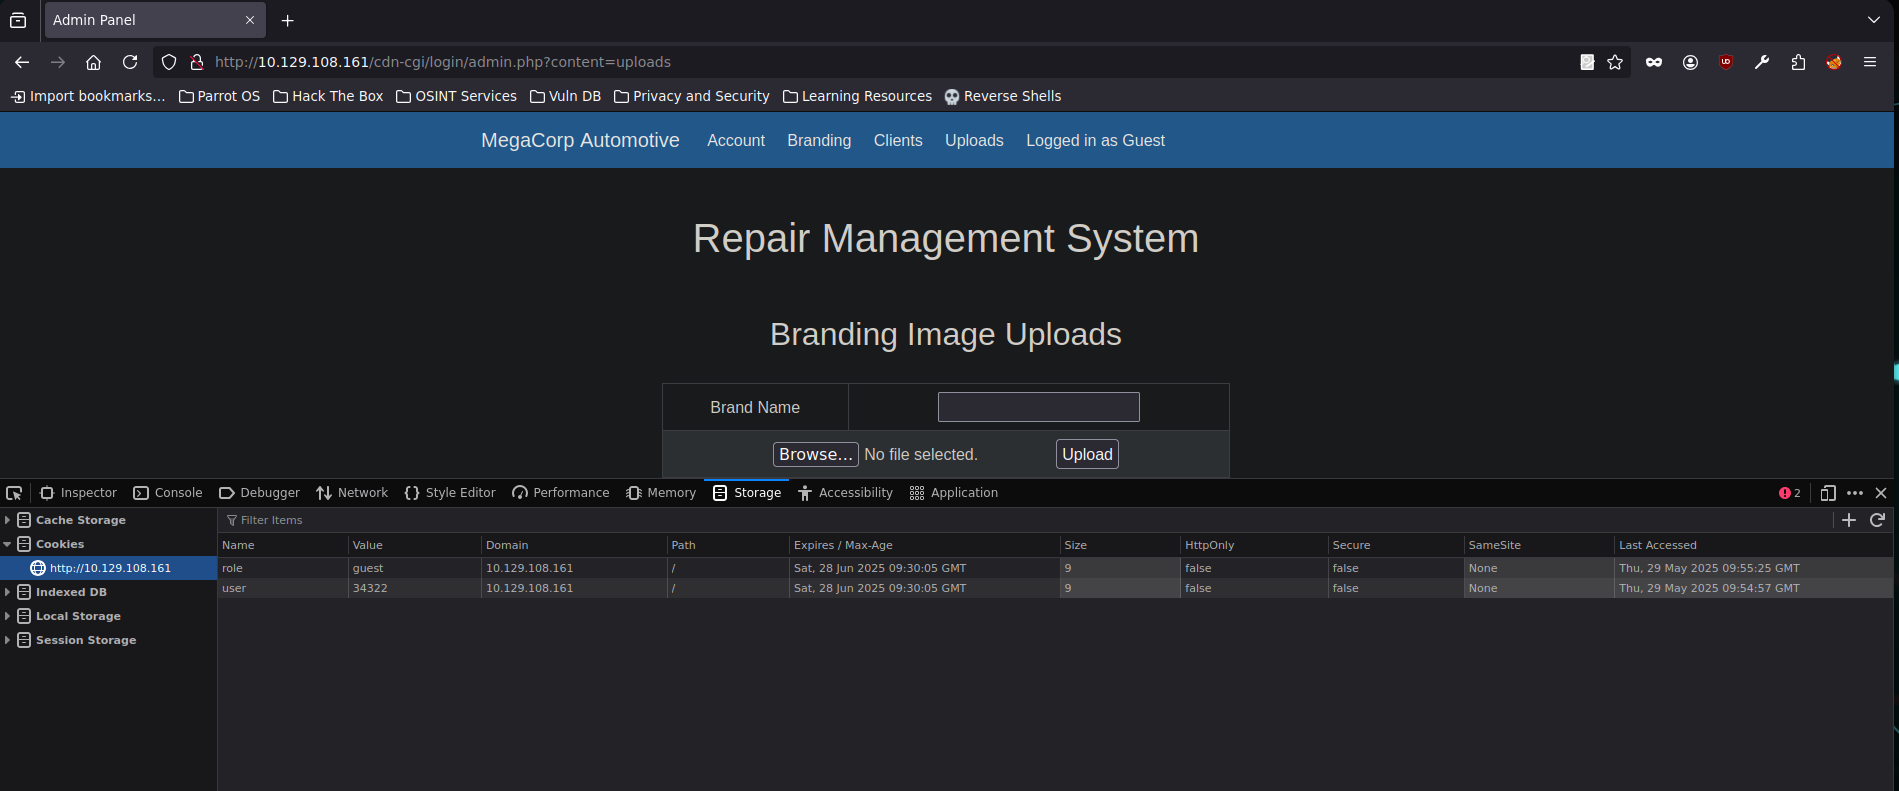 Admin Panel
http://10.129.108.161/cdn-cgi/login/admin.php?content=uploads
Import bookmarks... Parrot OS Hack The Box OSINT Services Vuln DB Privacy and Security Learning Resources Reverse Shells
MegaCorp Automotive Account Branding Clients Uploads Logged in as Guest
Repair Management System
Branding Image Uploads
Brand Name
Browse... No file selected. Upload
Inspector Console Debugger Network Style Editor Performance Memory Storage Accessibility Application 2
Cache Storage
Cookies
http://10.129.108.161
Indexed DB
Local Storage
Session Storage
Filter Items
Name Value Domain Path Expires / Max-Age Size HttpOnly Secure SameSite Last Accessed
role guest 10.129.108.161 / Sat, 28 Jun 2025 09:30:05 GMT 9 false false None Thu, 29 May 2025 09:55:25 GMT
user 34322 10.129.108.161 / Sat, 28 Jun 2025 09:30:05 GMT 9 false false None Thu, 29 May 2025 09:54:57 GMT